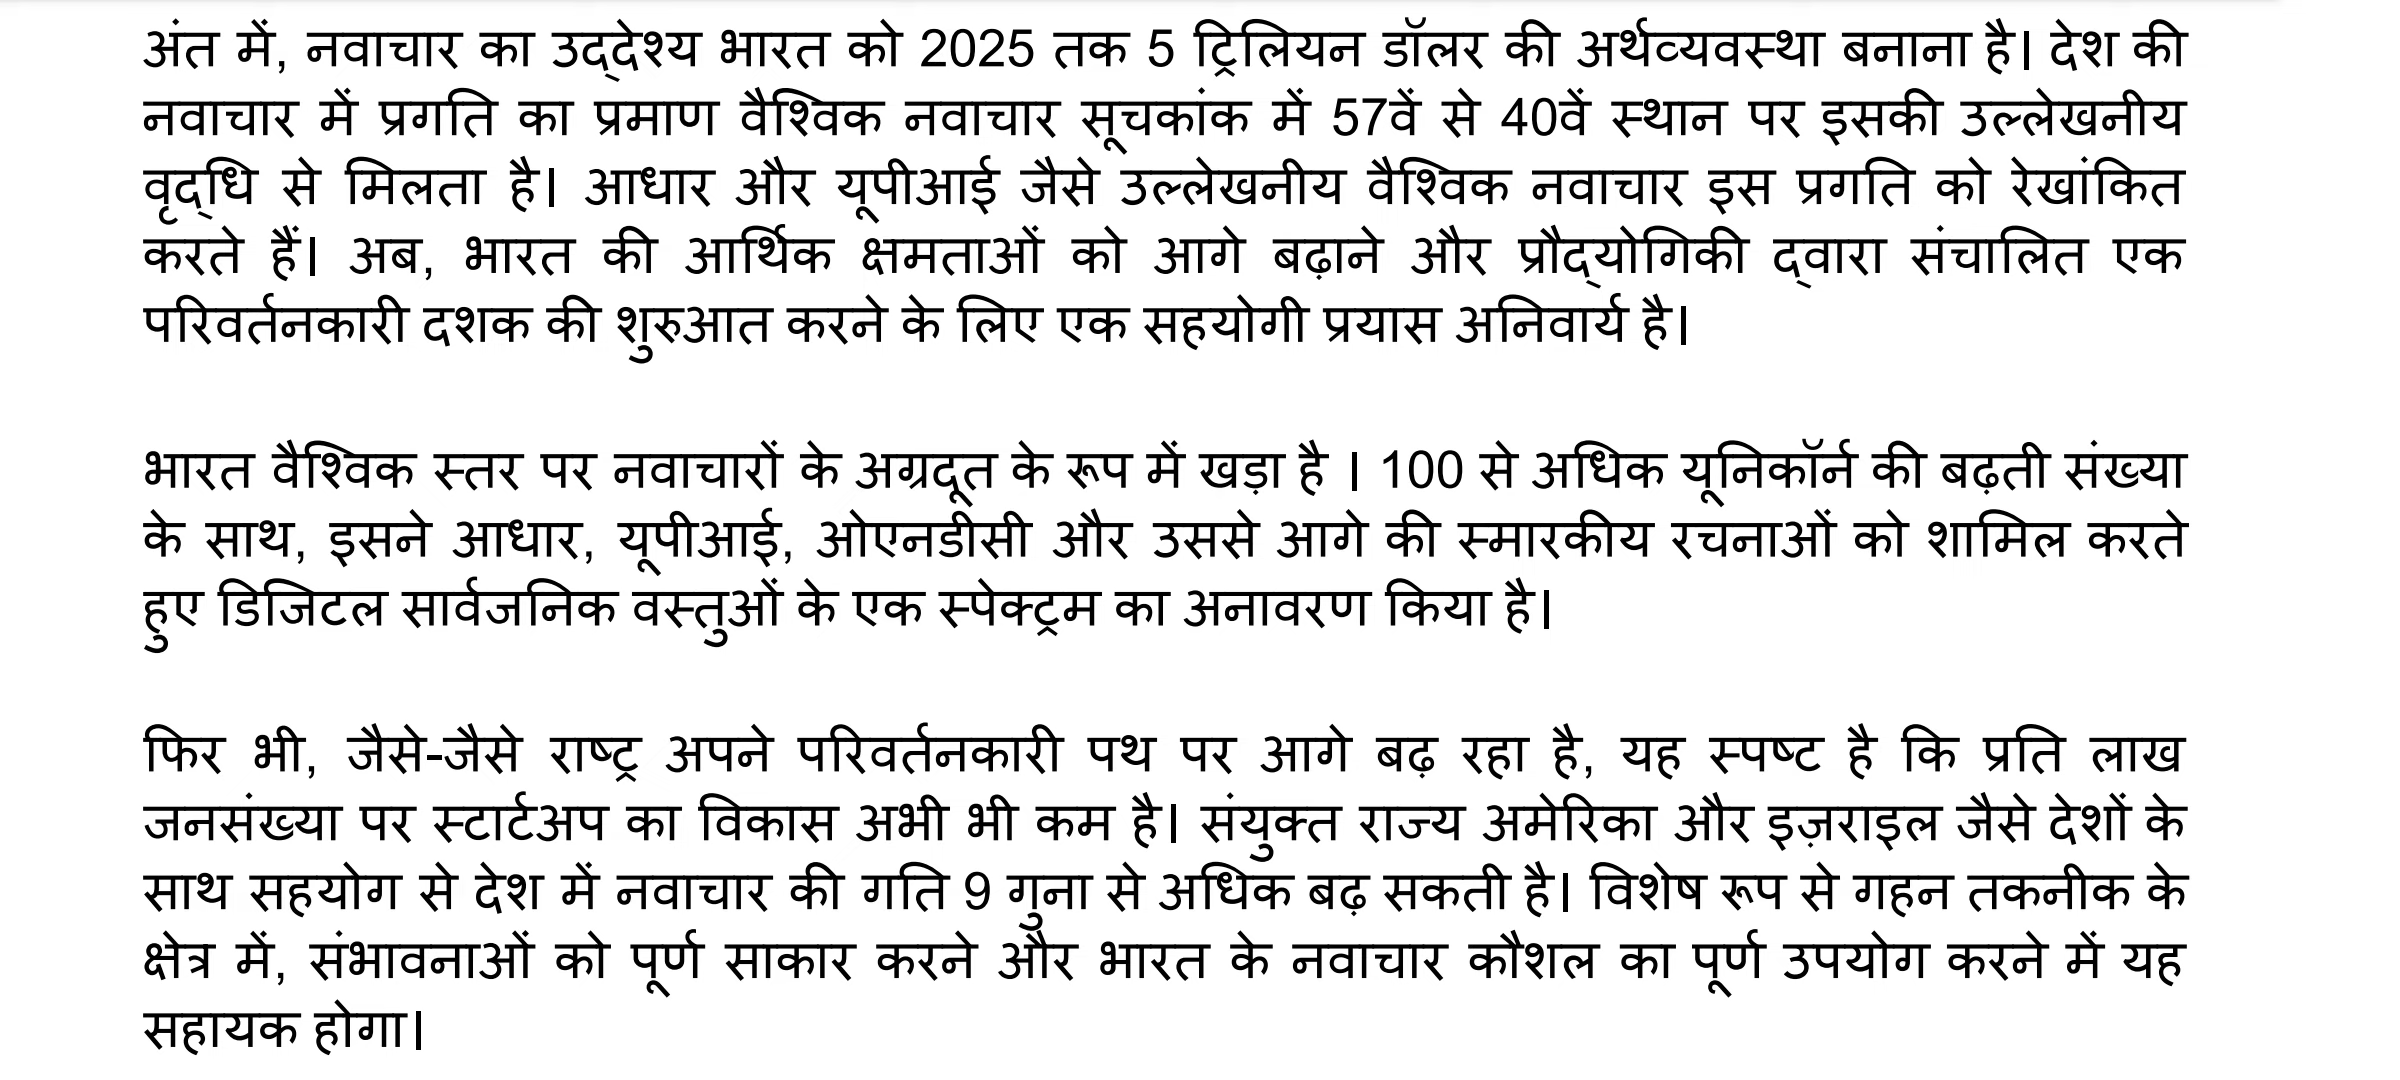 अंत में, नवाचार का उद्देश्य भारत को 2025 तक 5 ट्रिलियन डॉलर की अर्थव्यवस्था बनाना है। देश की
नवाचार में प्रगति का प्रमाण वैश्विक नवाचार सूचकांक में 57वें से 40वें स्थान पर इसकी उल्लेखनीय
वृद्धि से मिलता है। आधार और यूपीआई जैसे उल्लेखनीय वैश्विक नवाचार इस प्रगति को रेखांकित
करते हैं। अब, भारत की आर्थिक क्षमताओं को आगे बढ़ाने और प्रौद्योगिकी द्वारा संचालित एक
परिवर्तनकारी दशक की शुरुआत करने के लिए एक सहयोगी प्रयास अनिवार्य है।
भारत वैश्विक स्तर पर नवाचारों के अग्रदूत के रूप में खड़ा है । 100 से अधिक यूनिकॉर्न की बढ़ती संख्या
के साथ, इसने आधार, यूपीआई, ओएनडीसी और उससे आगे की स्मारकीय रचनाओं को शामिल करते
हुए डिजिटल सार्वजनिक वस्तुओं के एक स्पेक्ट्रम का अनावरण किया है।
फिर भी, जैसे-जैसे राष्ट्र अपने परिवर्तनकारी पथ पर आगे बढ़ रहा है, यह स्पष्ट है कि प्रति लाख
जनसंख्या पर स्टार्टअप का विकास अभी भी कम है। संयुक्त राज्य अमेरिका और इज़राइल जैसे देशों के
साथ सहयोग से देश में नवाचार की गति 9 गुना से अधिक बढ़ सकती है। विशेष रूप से गहन तकनीक के
क्षेत्र में, संभावनाओं को पूर्ण साकार करने और भारत के नवाचार कौशल का पूर्ण उपयोग करने में यह
सहायक होगा।